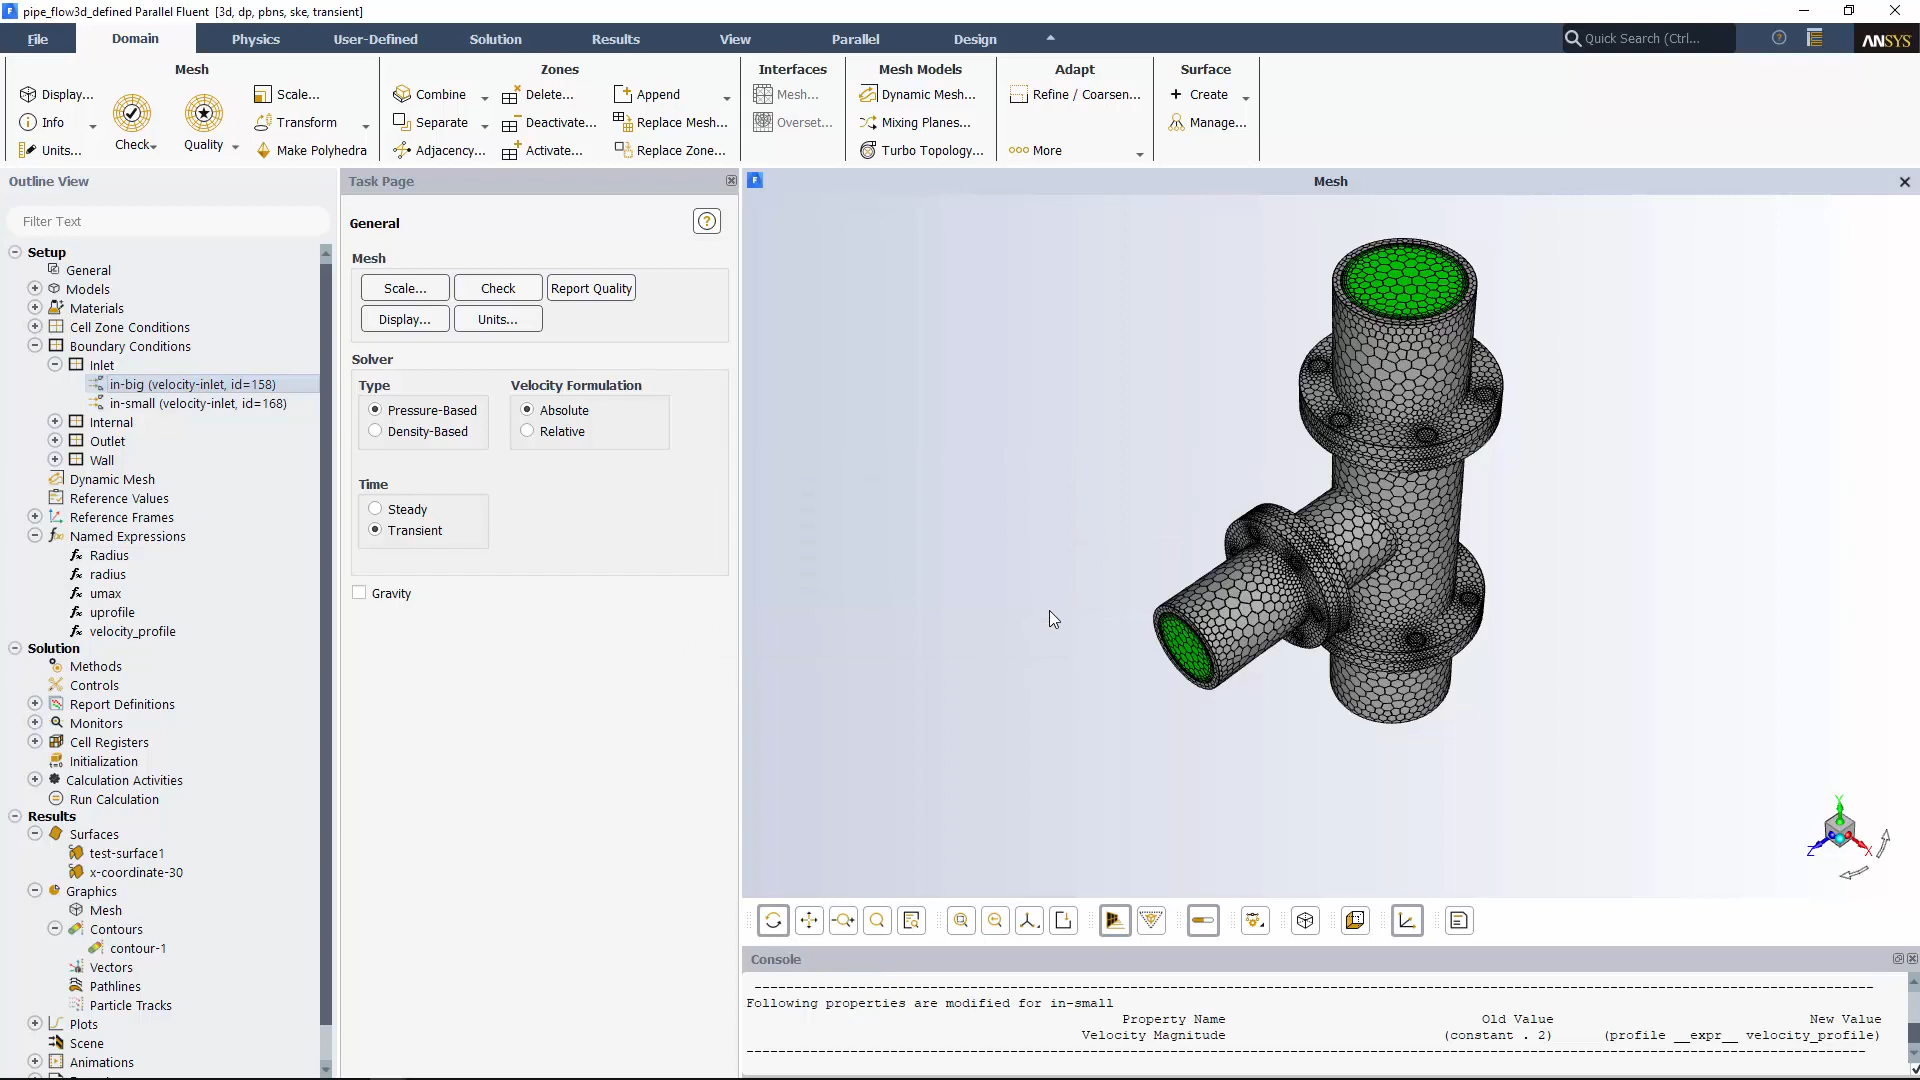 pipe_flow3d_defined Parallel Fluent [3d, dp, pbns, ske, transient]
File Domain Physics User-Defined Solution Results View Parallel Design Quick Search (Ctrl... ANSYS
Mesh Zones Interfaces Mesh Models Adapt Surface
Display... Scale... Combine Delete... Append Mesh... Dynamic Mesh... Refine / Coarsen... Create
Info Transform Separate Deactivate... Replace Mesh... Overset... Mixing Planes... Manage...
Check Quality
Units... Make Polyhedra Adjacency... Activate... Replace Zone... Turbo Topology... More
Outline View
Filter Text
Setup
General
Models
Materials
Cell Zone Conditions
Boundary Conditions
Inlet
in-big (velocity-inlet, id=158)
in-small (velocity-inlet, id=168)
Internal
Outlet
Wall
Dynamic Mesh
Reference Values
Reference Frames
Named Expressions
Radius
radius
umax
uprofile
velocity_profile
Solution
Methods
Controls
Report Definitions
Monitors
Cell Registers
Initialization
Calculation Activities
Run Calculation
Results
Surfaces
test-surface1
x-coordinate-30
Graphics
Mesh
Contours
contour-1
Vectors
Pathlines
Particle Tracks
Plots
Scene
Animations
Task Page
General
Mesh
Scale... Check Report Quality
Display... Units...
Solver
Type Velocity Formulation
Pressure-Based Absolute
Density-Based Relative
Time
Steady
Transient
Gravity
Mesh
Y
Z X
Console
Following properties are modified for in-small
Property Name Old Value New Value
Velocity Magnitude (constant . 2) (profile __expr__ velocity_profile)